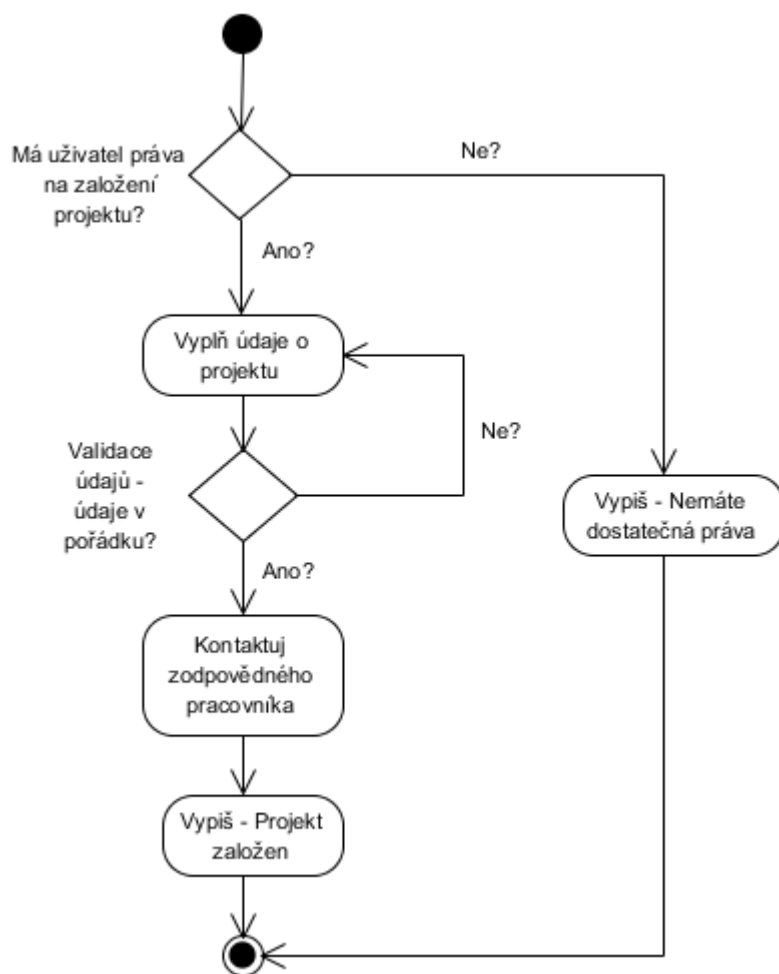 Má uživatel práva
na založení
projektu?
Ne?
Ano?
Vyplň údaje o
projektu
Ne?
Validace
údajů -
údaje v
pořádku?
Vypiš - Nemáte
dostatečná práva
Ano?
Kontaktuj
zodpovědného
pracovníka
Vypiš - Projekt
založen